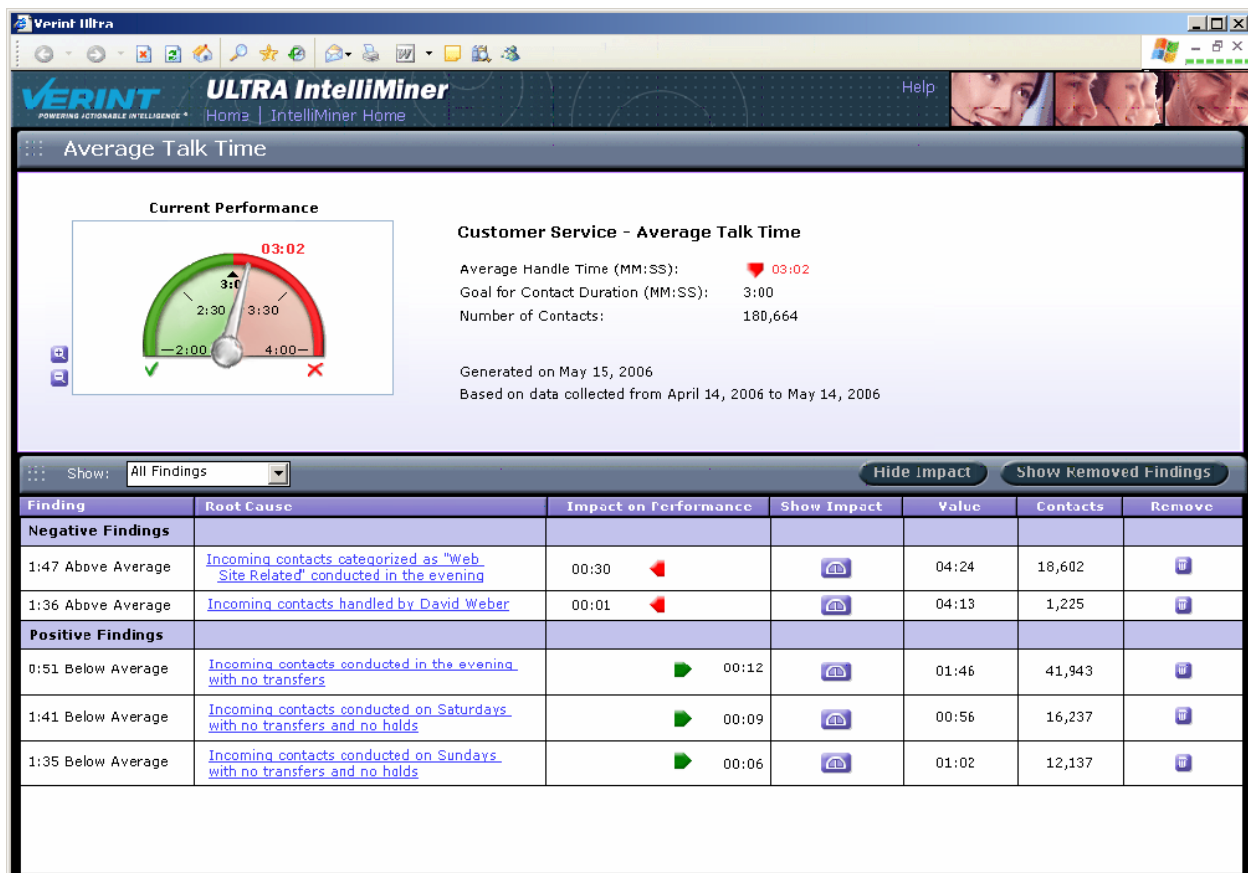 Verint Ultra
VERINT
POWERING ACTIONABLE INTELLIGENCE
ULTRA IntelliMiner
Home | IntelliMiner Home
Help
Average Talk Time
Current Performance
03:02
3:0
2:30
3:30
2:00
4:00
Customer Service - Average Talk Time
Average Handle Time (MM:SS): 03:02
Goal for Contact Duration (MM:SS): 3:00
Number of Contacts: 180,664
Generated on May 15, 2006
Based on data collected from April 14, 2006 to May 14, 2006
Show: All Findings
Hide Impact
Show Removed Findings
Finding Root Cause Impact on Performance Show Impact Value Contacts Remove
Negative Findings
1:47 Above Average Incoming contacts categorized as "Web Site Related" conducted in the evening 00:30 04:24 18,602
1:36 Above Average Incoming contacts handled by David Weber 00:01 04:13 1,225
Positive Findings
0:51 Below Average Incoming contacts conducted in the evening with no transfers 00:12 01:46 41,943
1:41 Below Average Incoming contacts conducted on Saturdays with no transfers and no holds 00:09 00:56 16,237
1:35 Below Average Incoming contacts conducted on Sundays with no transfers and no holds 00:06 01:02 12,137